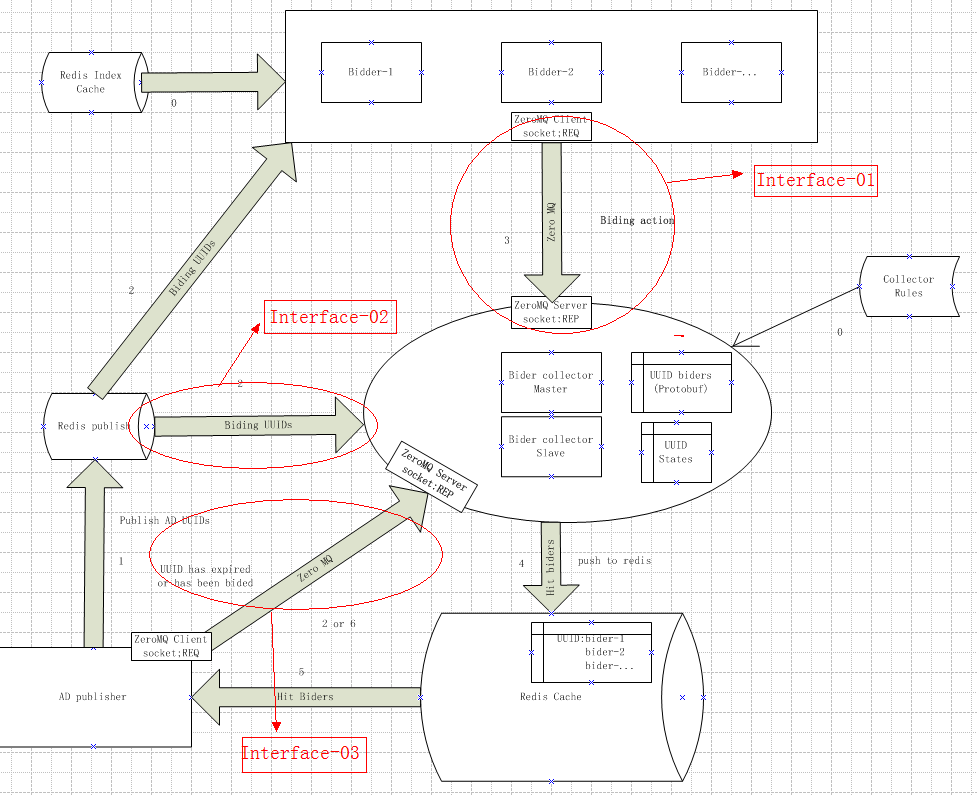 Redis Index
Cache
0
Bidder-1
Bidder-2
Bidder-...
ZeroMQ Client
socket:REQ
Interface-01
Zero MQ
Biding action
3
Biding UUIDs
2
Collector
Rules
0
Interface-02
ZeroMQ Server
socket:REP
2
Bider collector
Master
UUID biders
(Protobuf)
Redis publish
Biding UUIDs
Bider collector
Slave
UUID
States
ZeroMQ Server
socket:REP
Publish AD UUIDs
1
UUID has expired
or has been bided
Zero MQ
2 or 6
4
Hit biders
push to redis
ZeroMQ Client
socket:REQ
UUID:bider-1
bider-2
bider-...
5
AD publisher
Hit Biders
Redis Cache
Interface-03